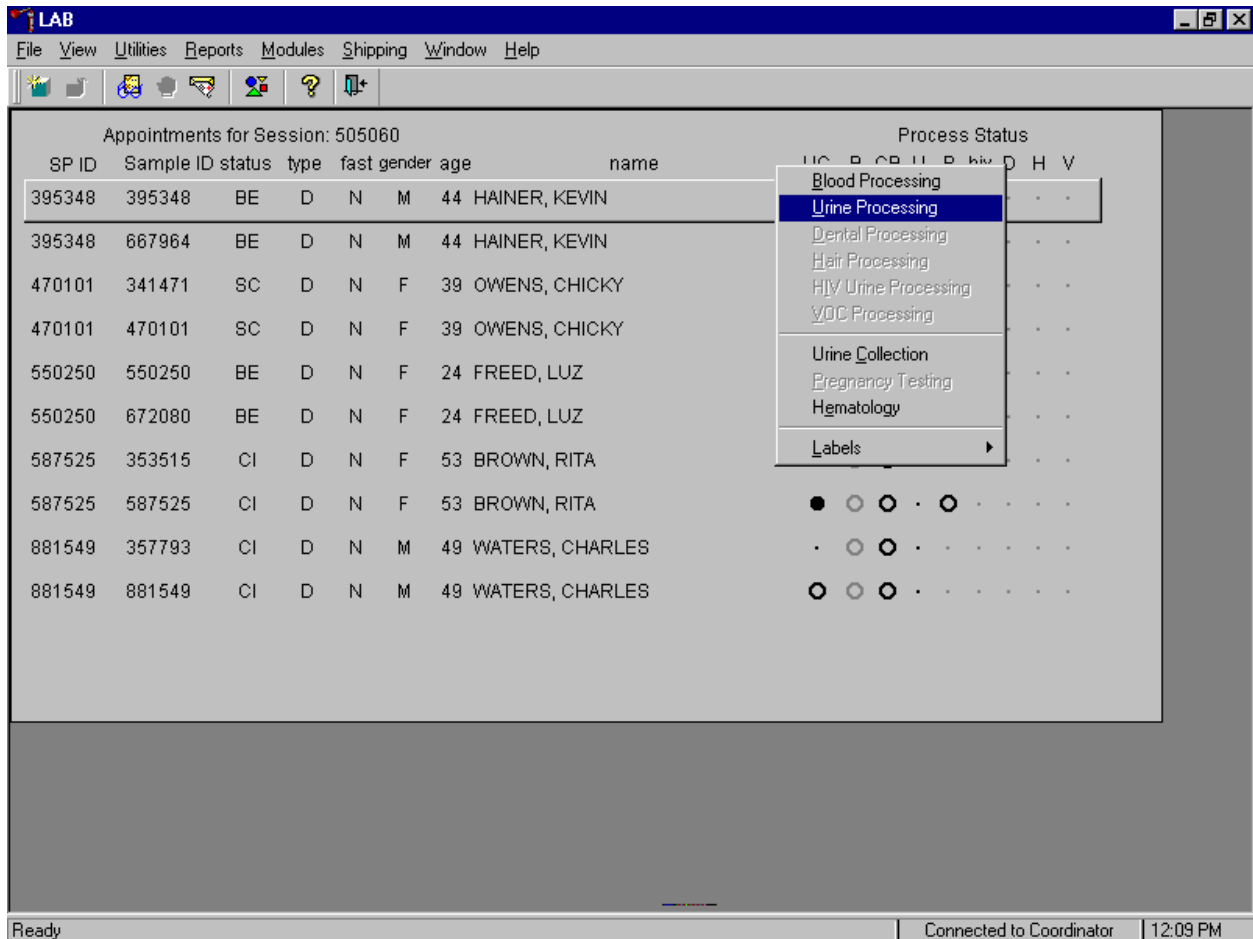 LAB
File View Utilities Reports Modules Shipping Window Help
Appointments for Session: 505060 Process Status
SP ID Sample ID status type fast gender age name UC B CB U P hiv D H V
395348 395348 BE D N M 44 HAINER, KEVIN
395348 667964 BE D N M 44 HAINER, KEVIN
470101 341471 SC D N F 39 OWENS, CHICKY
470101 470101 SC D N F 39 OWENS, CHICKY
550250 550250 BE D N F 24 FREED, LUZ
550250 672080 BE D N F 24 FREED, LUZ
587525 353515 CI D N F 53 BROWN, RITA
587525 587525 CI D N F 53 BROWN, RITA
881549 357793 CI D N M 49 WATERS, CHARLES
881549 881549 CI D N M 49 WATERS, CHARLES
Blood Processing
Urine Processing
Dental Processing
Hair Processing
HIV Urine Processing
VOC Processing
Urine Collection
Pregnancy Testing
Hematology
Labels
Ready Connected to Coordinator 12:09 PM